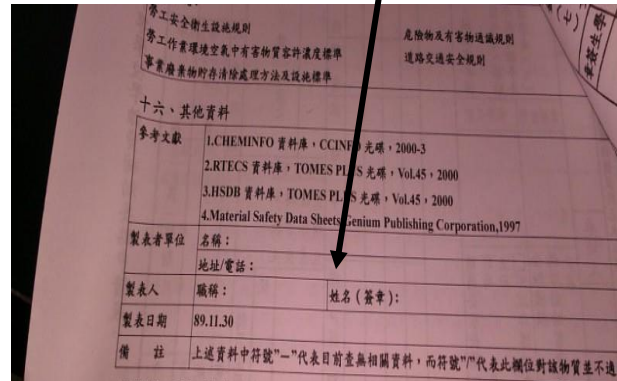 勞工安全衛生設施規則
危險物及有害物通識規則
勞工作業環境空氣中有害物質容許濃度標準
道路交通安全規則
事業廢棄物貯存清除處理方法及設施標準
十六、其他資料
參考文獻
1.CHEMINFO 資料庫，CCINFO 光碟，2000-3
2.RTECS 資料庫，TOMES PLUS 光碟，Vol.45，2000
3.HSDB 資料庫，TOMES PLUS 光碟，Vol.45，2000
4.Material Safety Data Sheets,Genium Publishing Corporation,1997
製表者單位 名稱：
地址/電話：
製表人 職稱： 姓名（簽章）：
製表日期 89.11.30
備 註 上述資料中符號"－"代表目前查無相關資料，而符號"/"代表此欄位對該物質並不適